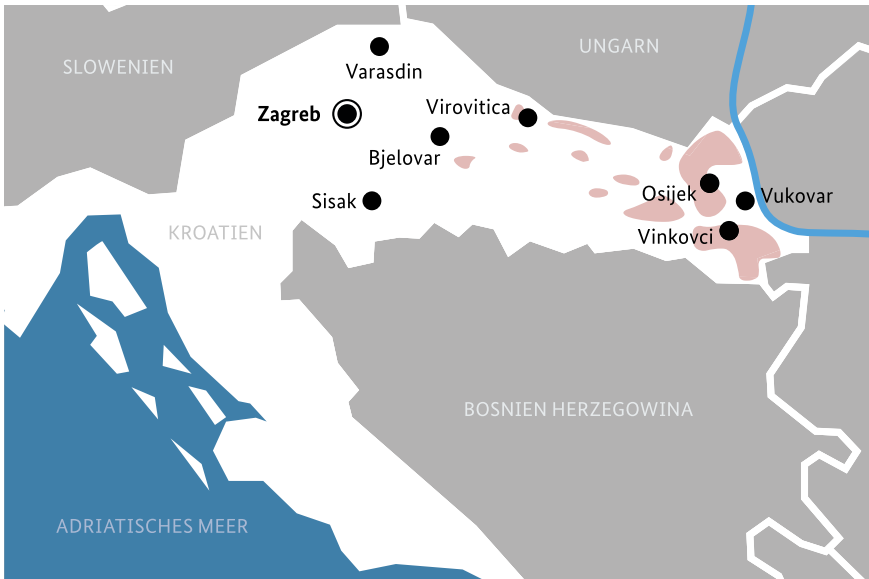 UNGARN
SLOWENIEN
Varasdin
Virovitica
Zagreb
Bjelovar
Osijek
Vukovar
Sisak
KROATIEN
Vinkovci
BOSNIEN HERZEGOWINA
ADRIATISCHES MEER